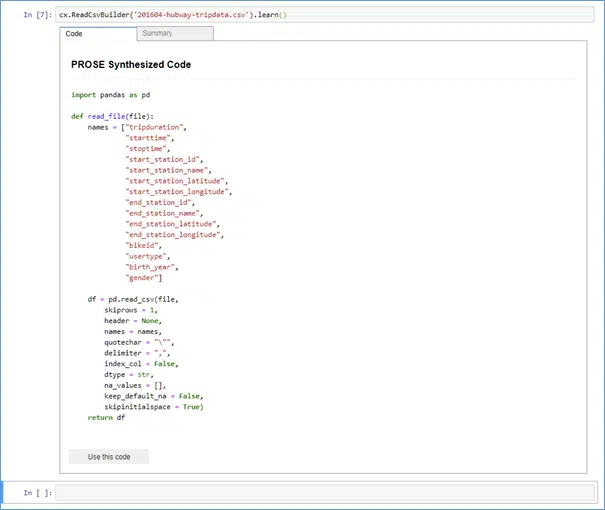 In [7]: cx.ReadCsvBuilder('201604-hubway-tripdata.csv').learn()
Code Summary
PROSE Synthesized Code
import pandas as pd
def read_file(file):
    names = ["tripduration",
             "starttime",
             "stoptime",
             "start_station_id",
             "start_station_name",
             "start_station_latitude",
             "start_station_longitude",
             "end_station_id",
             "end_station_name",
             "end_station_latitude",
             "end_station_longitude",
             "bikeid",
             "usertype",
             "birth_year",
             "gender"]
    df = pd.read_csv(file,
        skiprows = 1,
        header = None,
        names = names,
        quotechar = "\"",
        delimiter = ",",
        index_col = False,
        dtype = str,
        na_values = [],
        keep_default_na = False,
        skipinitialspace = True)
    return df
Use this code
In [ ]: